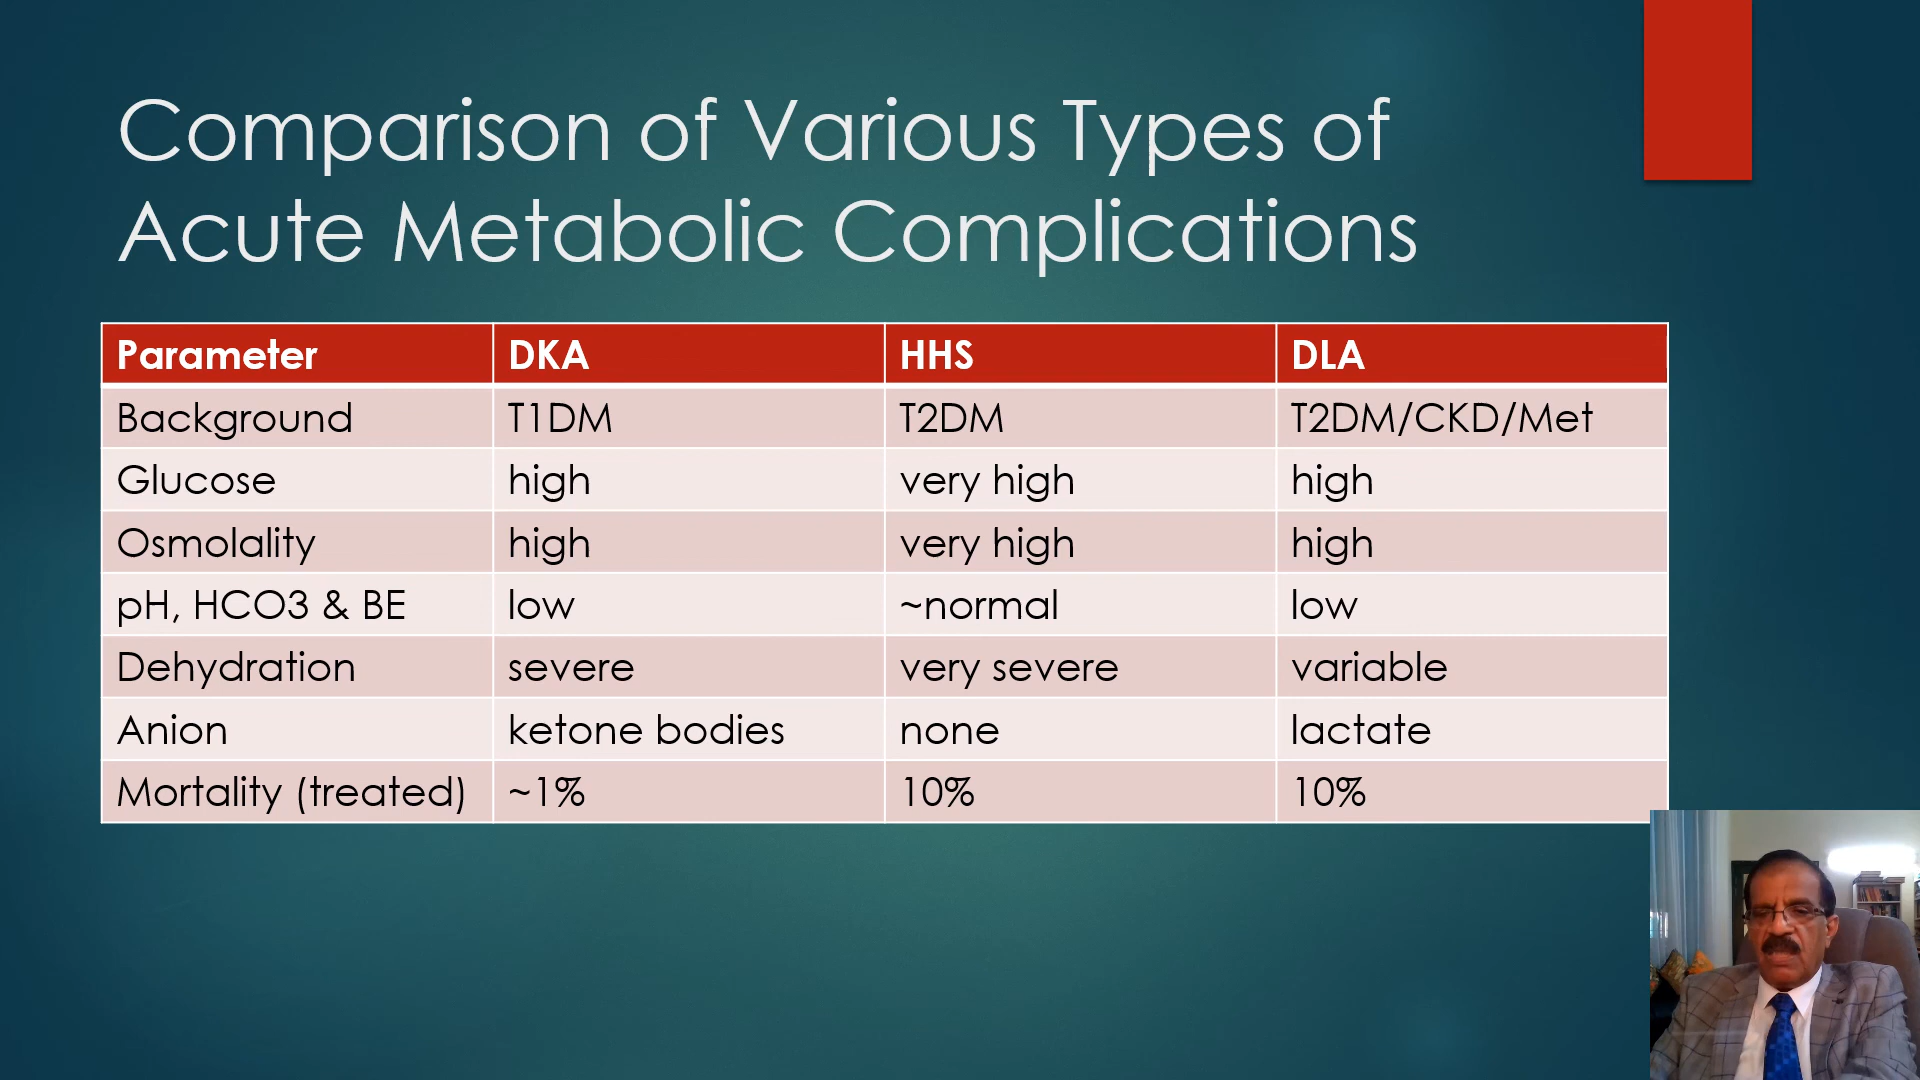 Comparison of Various Types of
Acute Metabolic Complications
Parameter DKA HHS DLA
Background T1DM T2DM T2DM/CKD/Met
Glucose high very high high
Osmolality high very high high
pH, HCO3 & BE low ~normal low
Dehydration severe very severe variable
Anion ketone bodies none lactate
Mortality (treated) ~1% 10% 10%